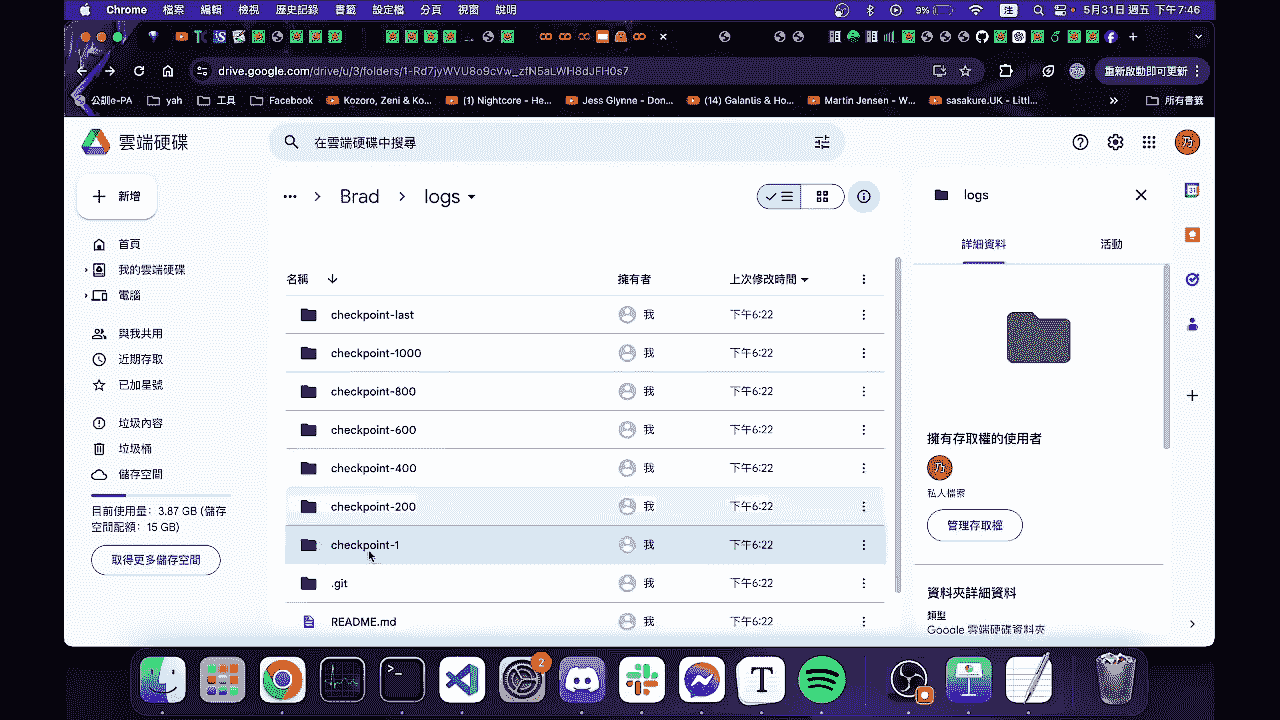 Chrome 檔案 編輯 檢視 歷史記錄 書籤 設定檔 分頁 視窗 說明 9% 注 5月31日 週五 下午7:46
drive.google.com/drive/u/3/folders/1-Rd7jyWVU8o9cVw_zfN5aLWH8dJFlH0s7 重新啟動即可更新
公訓e-PA yah 工具 Facebook Kozoro, Zeni & Ko... (1) Nightcore - He... Jess Glynne - Don... (14) Galantis & Ho... Martin Jensen - W... sasakure.UK - Littl... » 所有書籤
雲端硬碟 在雲端硬碟中搜尋 乃
新增 ... Brad logs logs
詳細資料 活動
首頁
我的雲端硬碟
電腦
與我共用
近期存取
已加星號
垃圾內容
垃圾桶
儲存空間
目前使用量：3.87 GB (儲存
空間配額：15 GB)
取得更多儲存空間
名稱 擁有者 上次修改時間
checkpoint-last 我 下午6:22
checkpoint-1000 我 下午6:22
checkpoint-800 我 下午6:22
checkpoint-600 我 下午6:22
checkpoint-400 我 下午6:22
checkpoint-200 我 下午6:22
checkpoint-1 我 下午6:22
.git 我 下午6:22
README.md 我 下午6:22
擁有存取權的使用者
乃
私人檔案
管理存取權
資料夾詳細資料
類型
Google 雲端硬碟資料夾
2
T